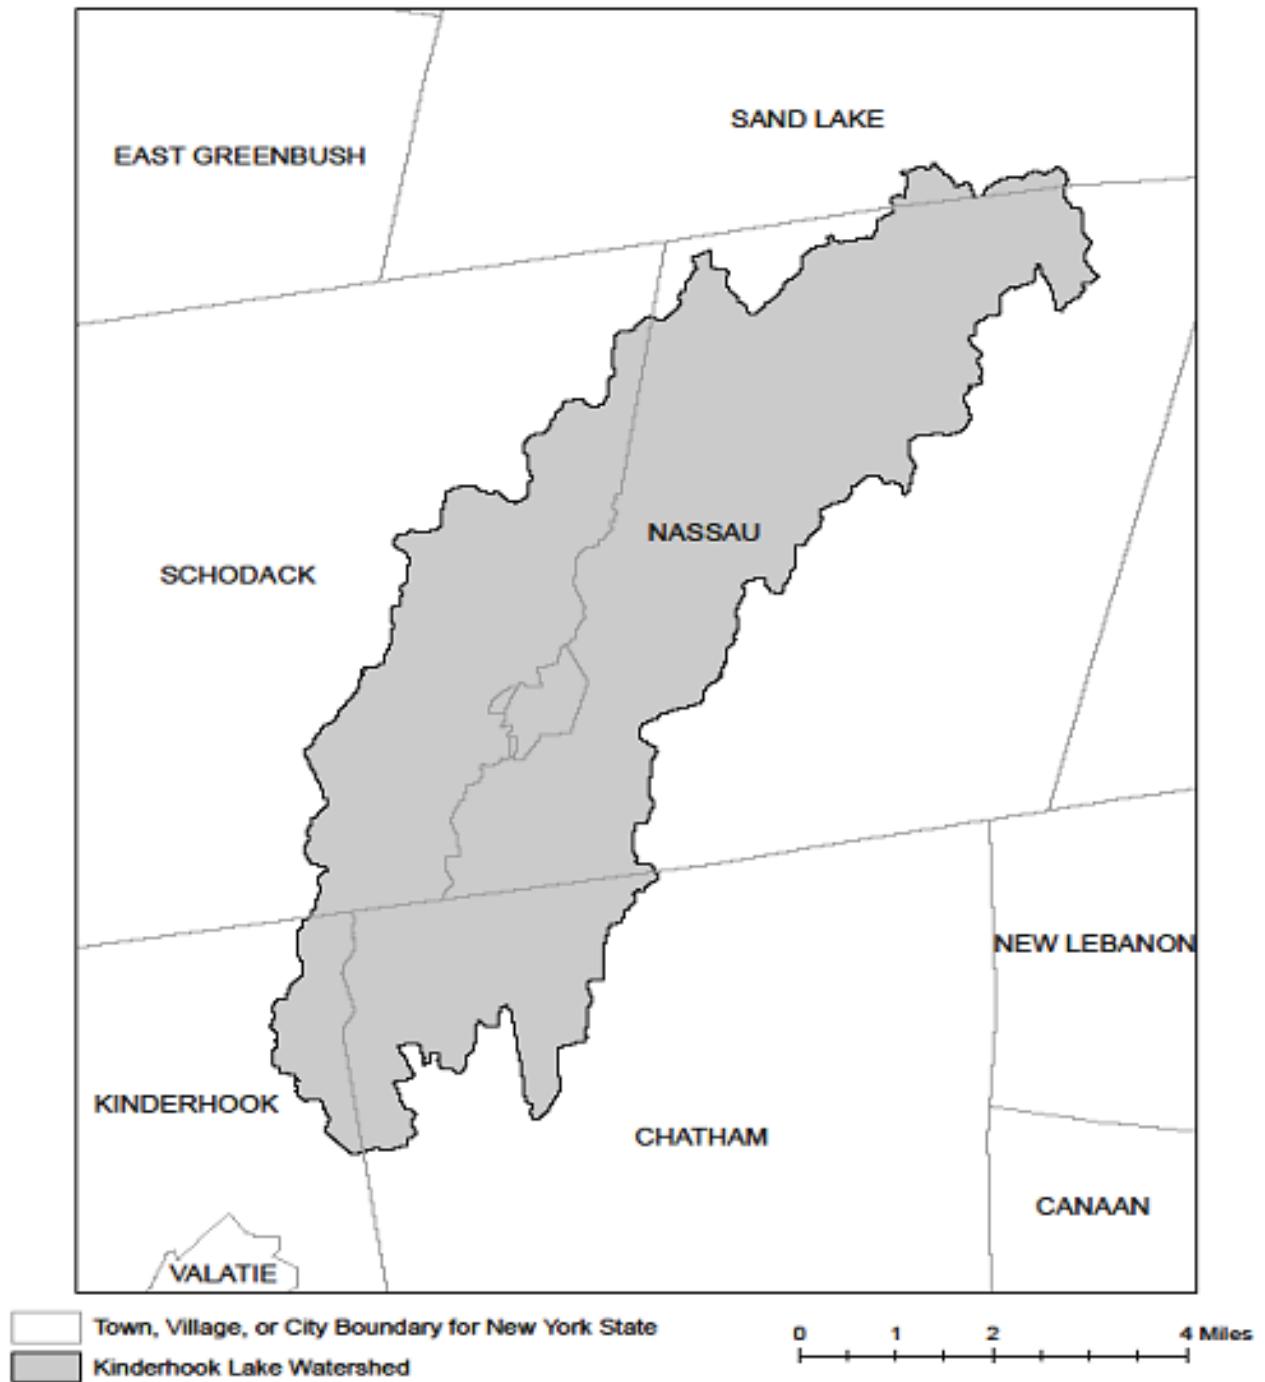 SAND LAKE
EAST GREENBUSH
NASSAU
SCHODACK
NEW LEBANON
KINDERHOOK
CHATHAM
CANAAN
VALATIE
Town, Village, or City Boundary for New York State
Kinderhook Lake Watershed
0 1 2 4 Miles